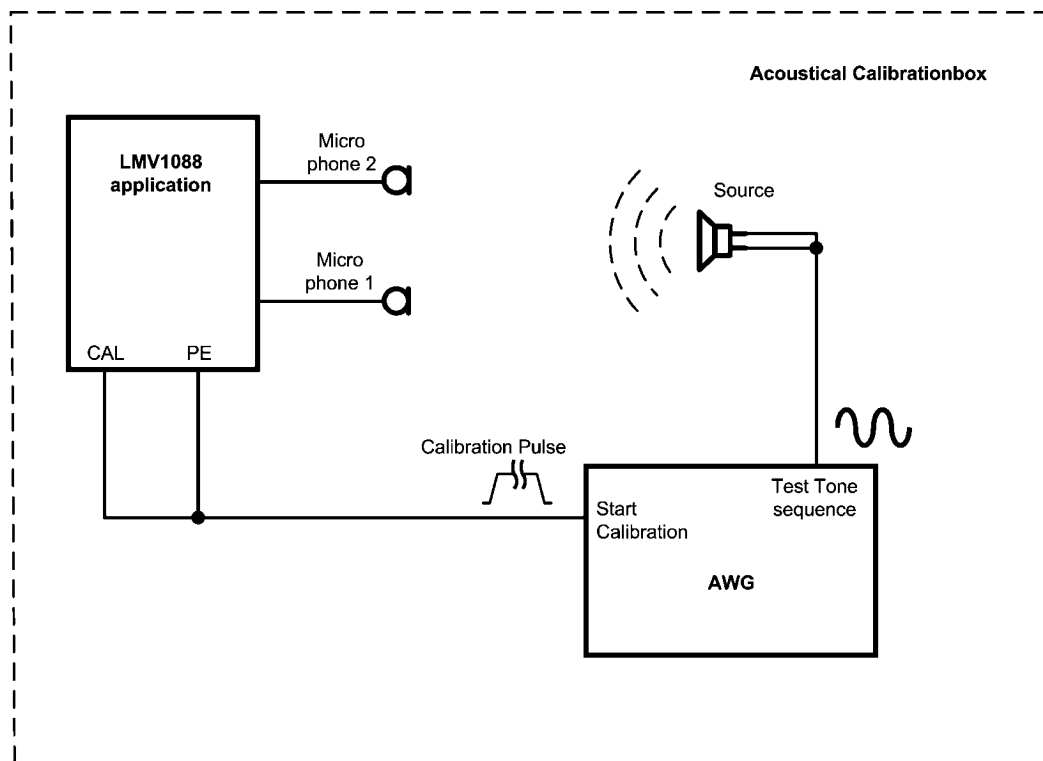 Acoustical Calibrationbox
LMV1088
application
Micro
phone 2
Micro
phone 1
CAL
PE
Source
Calibration Pulse
Start
Calibration
Test Tone
sequence
AWG